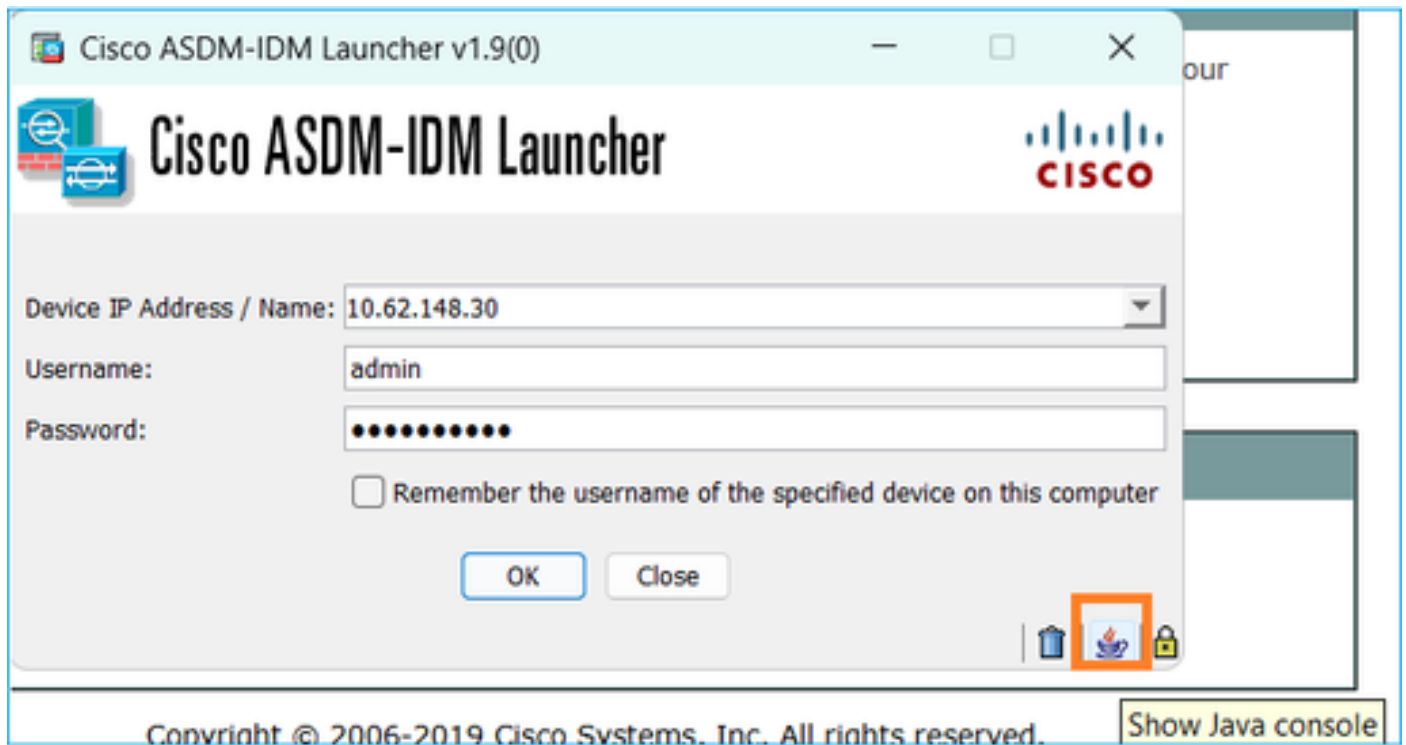 Cisco ASDM-IDM Launcher v1.9(0)
our
Cisco ASDM-IDM Launcher
CISCO
Device IP Address / Name: 10.62.148.30
Username: admin
Password: ••••••••••
Remember the username of the specified device on this computer
OK Close
Show Java console
Copyright © 2006-2019 Cisco Systems, Inc. All rights reserved.